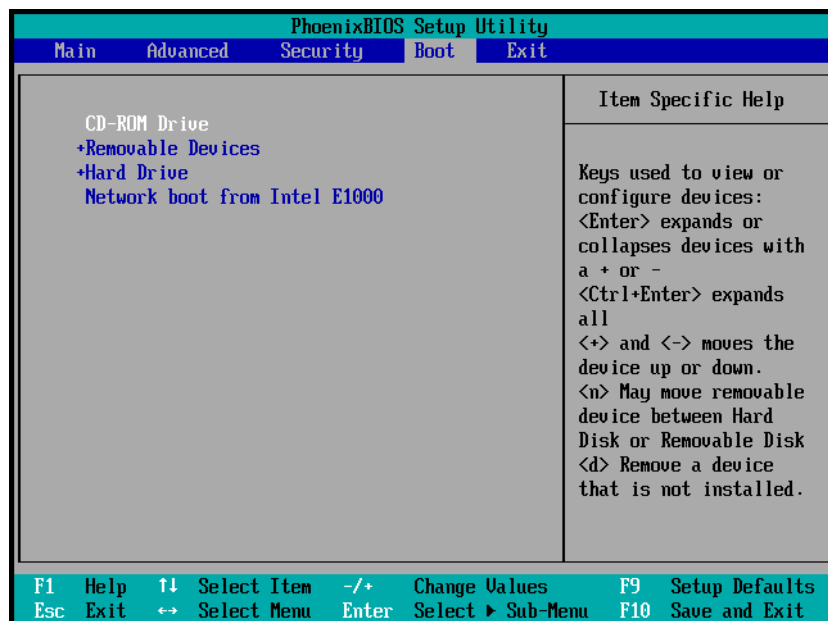 PhoenixBIOS Setup Utility
Main Advanced Security Boot Exit
CD-ROM Drive
+Removable Devices
+Hard Drive
Network boot from Intel E1000
Item Specific Help
Keys used to view or
configure devices:
<Enter> expands or
collapses devices with
a + or -
<Ctrl+Enter> expands
all
<+> and <-> moves the
device up or down.
<n> May move removable
device between Hard
Disk or Removable Disk
<d> Remove a device
that is not installed.
F1 Help ↑↓ Select Item -/+ Change Values F9 Setup Defaults
Esc Exit ↔ Select Menu Enter Select ▶ Sub-Menu F10 Save and Exit